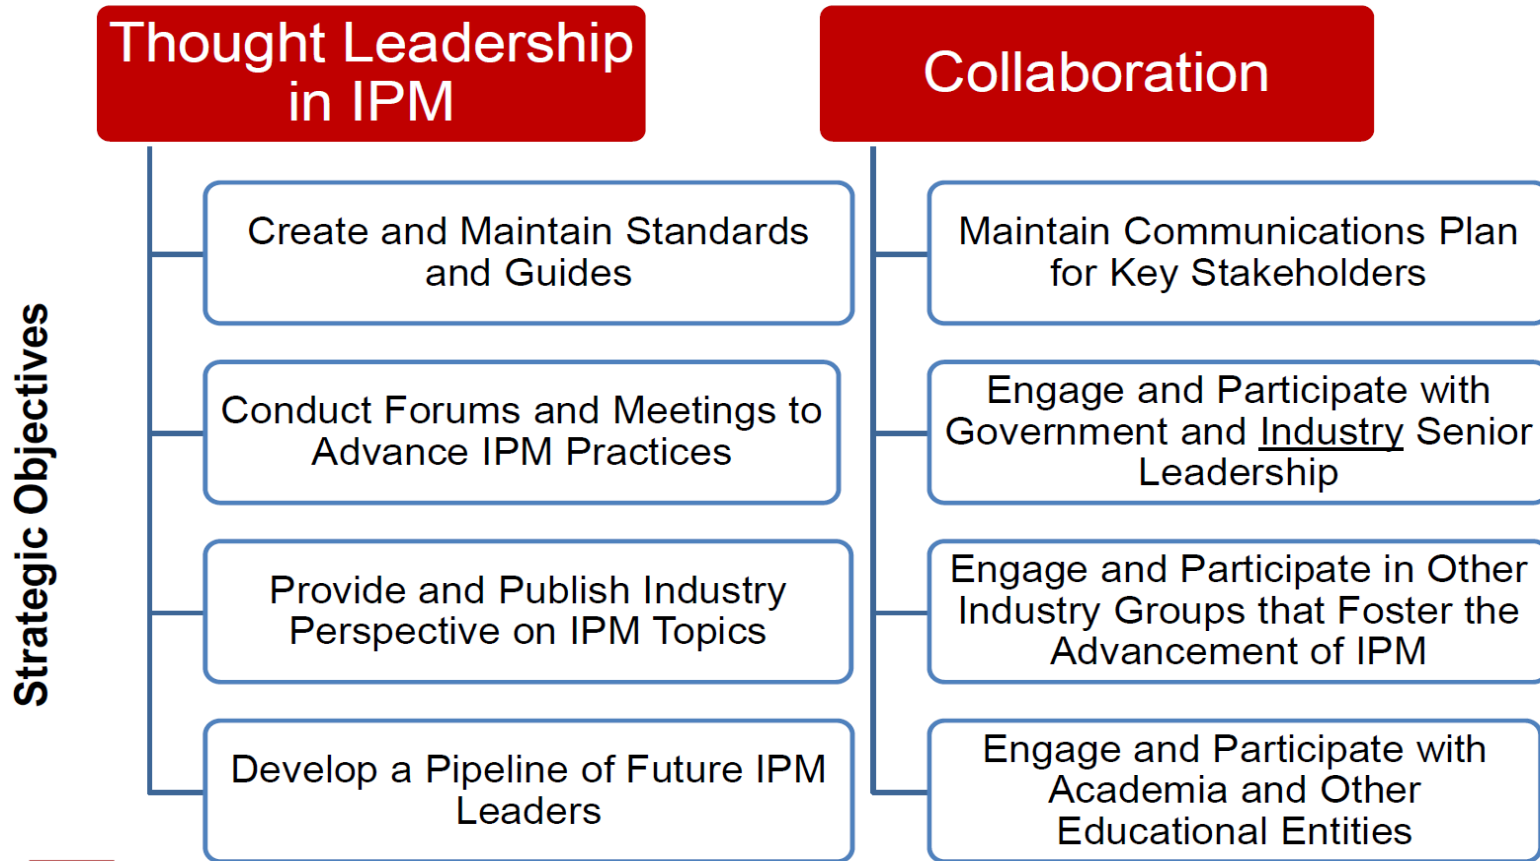 Thought Leadership
in IPM
Create and Maintain Standards
and Guides
Conduct Forums and Meetings to
Advance IPM Practices
Provide and Publish Industry
Perspective on IPM Topics
Develop a Pipeline of Future IPM
Leaders
Collaboration
Maintain Communications Plan
for Key Stakeholders
Engage and Participate with
Government and Industry Senior
Leadership
Engage and Participate in Other
Industry Groups that Foster the
Advancement of IPM
Engage and Participate with
Academia and Other
Educational Entities
Strategic Objectives